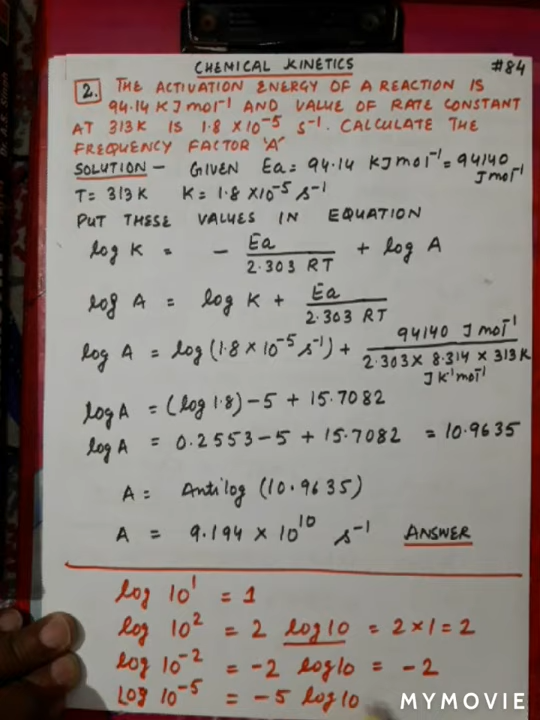 CHEMICAL KINETICS #84
2. THE ACTIVATION ENERGY OF A REACTION IS
94.14 KJ mol⁻¹ AND VALUE OF RATE CONSTANT
AT 313K IS 1.8 ×10⁻⁵ s⁻¹. CALCULATE THE
FREQUENCY FACTOR 'A'
SOLUTION – GIVEN Ea = 94.14 KJ mol⁻¹ = 94140 J mol⁻¹
T = 313K K = 1.8 ×10⁻⁵ s⁻¹
PUT THESE VALUES IN EQUATION
log K = - Ea / 2.303 RT + log A
log A = log K + Ea / 2.303 RT
log A = log (1.8 × 10⁻⁵ s⁻¹) + 94140 J mol⁻¹ / 2.303 × 8.314 × 313K J K⁻¹ mol⁻¹
log A = (log 1.8) – 5 + 15.7082
log A = 0.2553 – 5 + 15.7082 = 10.9635
A = Antilog (10.9635)
A = 9.194 × 10¹⁰ s⁻¹ ANSWER
log 10¹ = 1
log 10² = 2 log 10 = 2 × 1 = 2
log 10⁻² = -2 log 10 = -2
Log 10⁻⁵ = -5 log 10
MYMOVIE